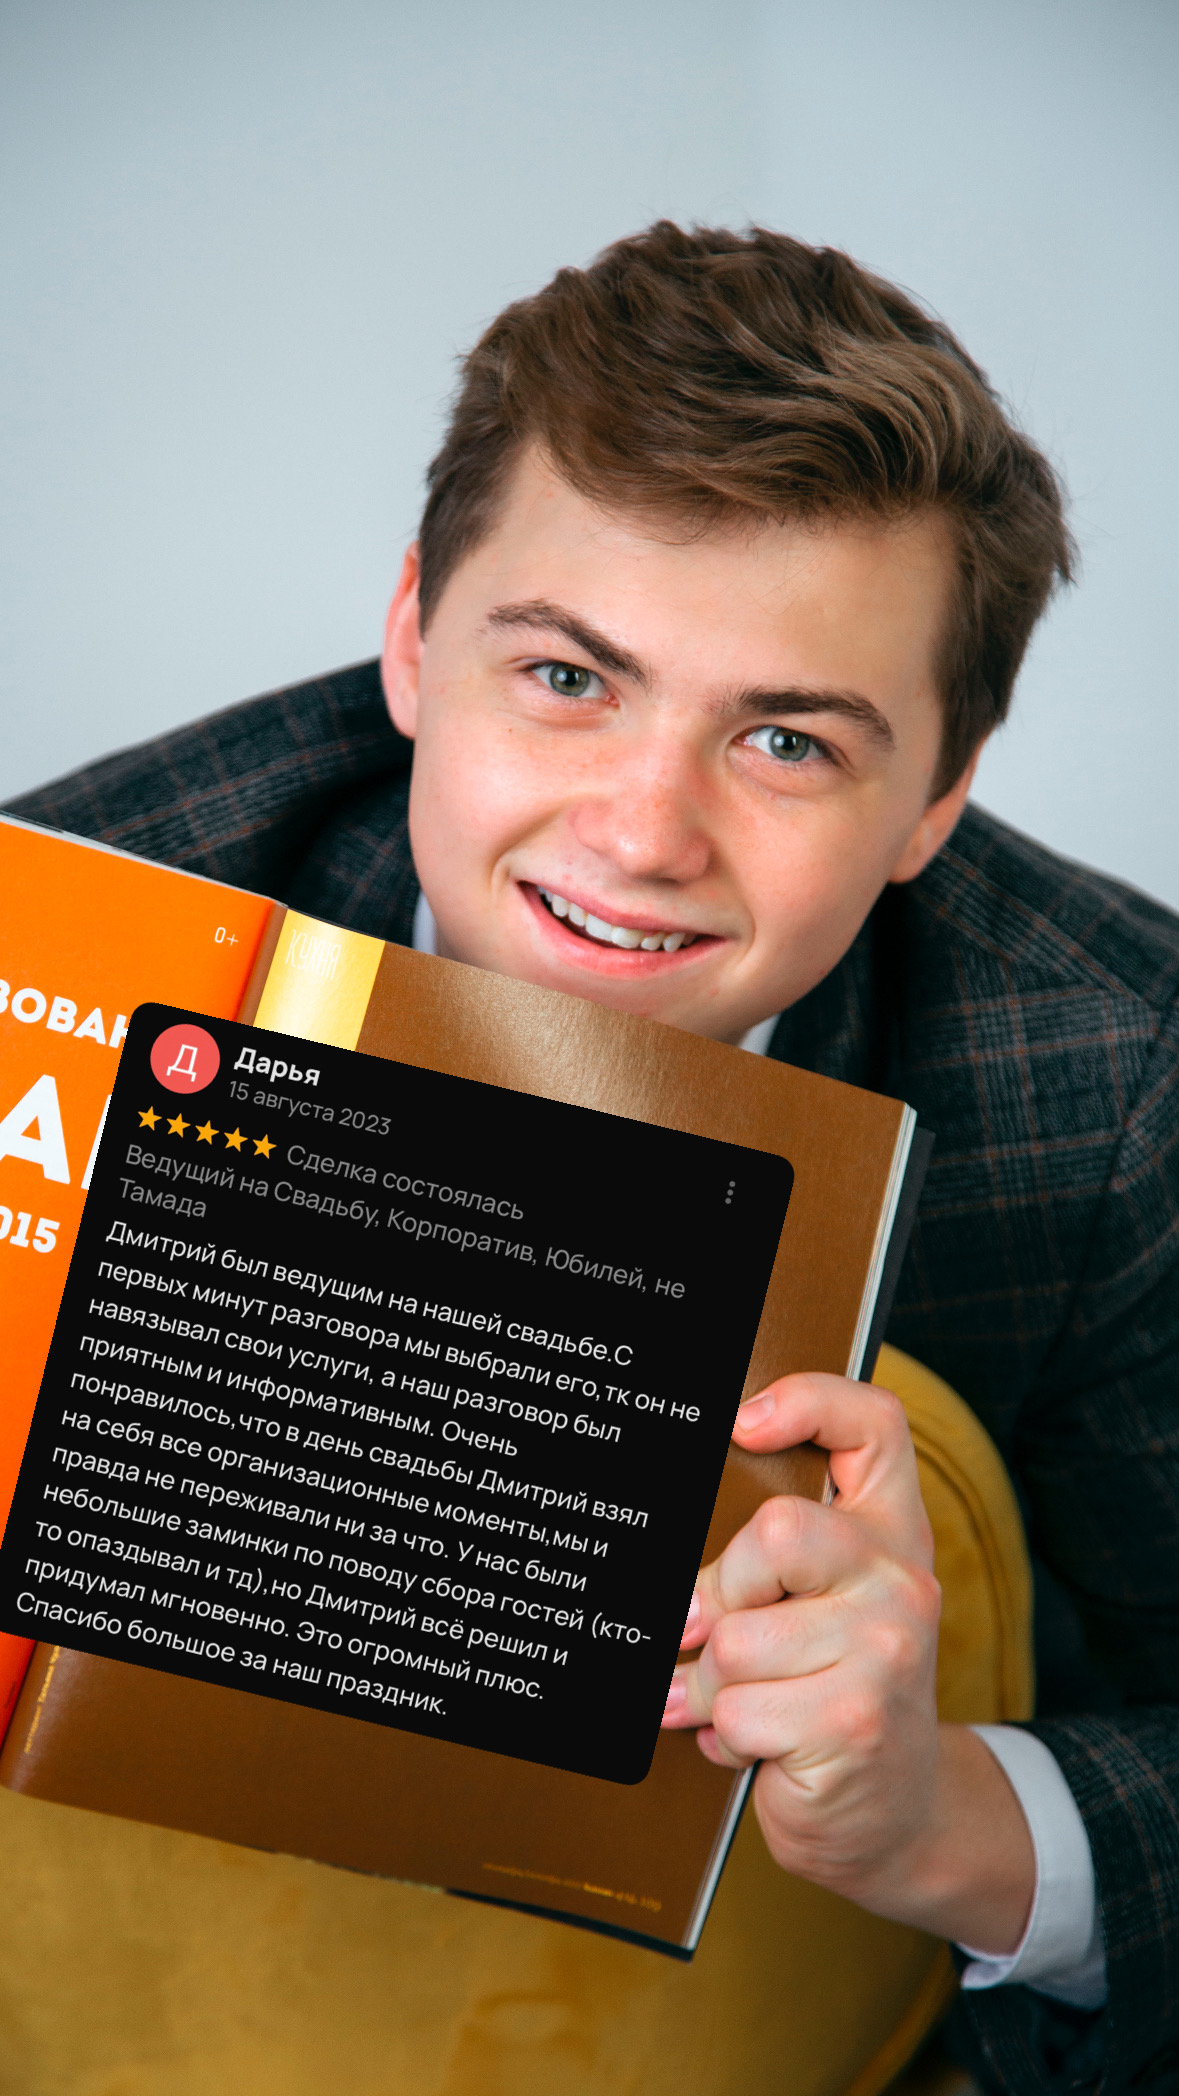 0+
КУХНЯ
015
Д
Дарья
15 августа 2023
Сделка состоялась
Ведущий на Свадьбу, Корпоратив, Юбилей, не
Тамада
Дмитрий был ведущим на нашей свадьбе.С
первых минут разговора мы выбрали его,тк он не
навязывал свои услуги, а наш разговор был
приятным и информативным. Очень
понравилось,что в день свадьбы Дмитрий взял
на себя все организационные моменты,мы и
правда не переживали ни за что. У нас были
небольшие заминки по поводу сбора гостей (кто-
то опаздывал и тд),но Дмитрий всё решил и
придумал мгновенно. Это огромный плюс.
Спасибо большое за наш праздник.